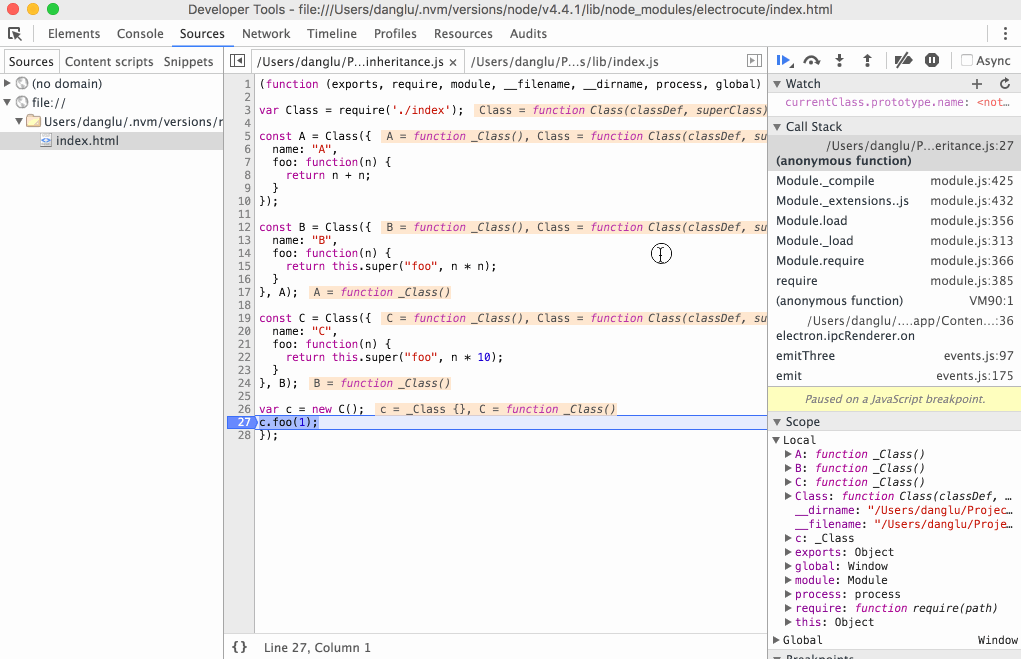 Developer Tools - file:///Users/danglu/.nvm/versions/node/v4.4.1/lib/node_modules/electrocute/index.html
Elements Console Sources Network Timeline Profiles Resources Audits
Sources Content scripts Snippets
(no domain)
file://
Users/danglu/.nvm/versions/r
index.html
/Users/danglu/P...inheritance.js × /Users/danglu/P...s/lib/index.js
1 (function (exports, require, module, __filename, __dirname, process, global)
2
3 var Class = require('./index'); Class = function Class(classDef, superClass)
4
5 const A = Class({ A = function _Class(), Class = function Class(classDef, su
6 name: "A",
7 foo: function(n) {
8 return n + n;
9 }
10 });
11
12 const B = Class({ B = function _Class(), Class = function Class(classDef, su
13 name: "B",
14 foo: function(n) {
15 return this.super("foo", n * n);
16 }
17 }, A); A = function _Class()
18
19 const C = Class({ C = function _Class(), Class = function Class(classDef, su
20 name: "C",
21 foo: function(n) {
22 return this.super("foo", n * 10);
23 }
24 }, B); B = function _Class()
25
26 var c = new C(); c = _Class {}, C = function _Class()
27 c.foo(1);
28 });
{} Line 27, Column 1
Async
Watch
currentClass.prototype.name: <not...
Call Stack
/Users/danglu/P...eritance.js:27
(anonymous function)
Module._compile module.js:425
Module._extensions..js module.js:432
Module.load module.js:356
Module._load module.js:313
Module.require module.js:366
require module.js:385
(anonymous function) VM90:1
/Users/danglu/....app/Conten...:36
electron.ipcRenderer.on
emitThree events.js:97
emit events.js:175
Paused on a JavaScript breakpoint.
Scope
Local
A: function _Class()
B: function _Class()
C: function _Class()
Class: function Class(classDef, ...
__dirname: "/Users/danglu/Projec...
__filename: "/Users/danglu/Proje...
c: _Class
exports: Object
global: Window
module: Module
process: process
require: function require(path)
this: Object
Global Window
Breakpoints